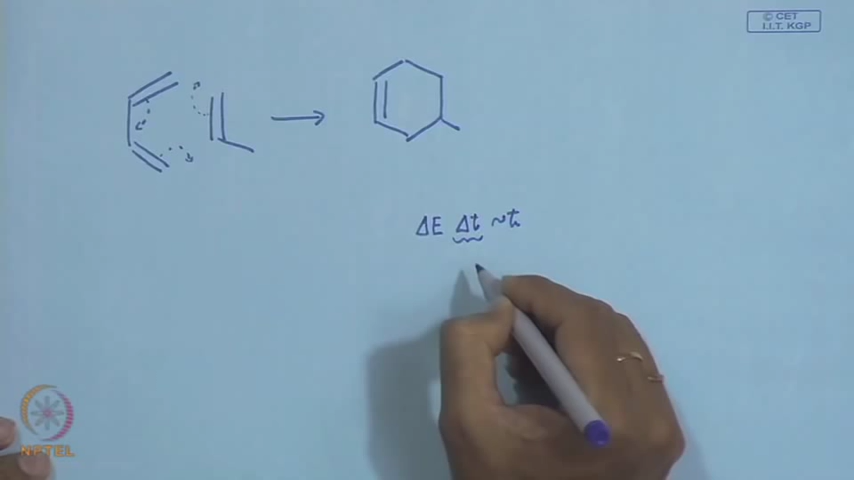 © CET
I.I.T. KGP
ΔE Δt ~ħ
NPTEL